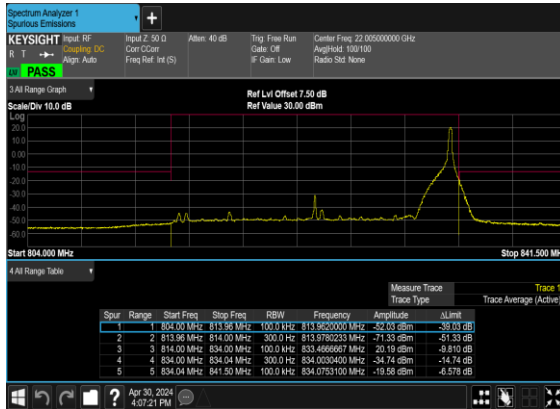 Spectrum Analyzer 1
Spurious Emissions
KEYSIGHT Input: RF Input Z: 50 Ω Atten: 40 dB Trig: Free Run Center Freq: 22.005000000 GHz
R T Coupling: DC Corr CCorr Gate: Off Avg|Hold: 100/100
Align: Auto Freq Ref: Int (S) IF Gain: Low Radio Std: None
LU PASS
3 All Range Graph Ref Lvl Offset 7.50 dB
Scale/Div 10.0 dB Ref Value 30.00 dBm
Log
20.0
10.0
0.00
-10.0
-20.0
-30.0
-40.0
-50.0
-60.0
Start 804.000 MHz Stop 841.500 MH
4 All Range Table
Measure Trace Trace 1
Trace Type Trace Average (Active)
Spur Range Start Freq Stop Freq RBW Frequency Amplitude ΔLimit
1 1 804.00 MHz 813.96 MHz 100.0 kHz 813.9620000 MHz -52.03 dBm -39.03 dB
2 2 813.96 MHz 814.00 MHz 300.0 Hz 813.9780233 MHz -71.33 dBm -51.33 dB
3 3 814.00 MHz 834.00 MHz 100.0 kHz 833.4666667 MHz 20.19 dBm -9.810 dB
4 4 834.00 MHz 834.04 MHz 300.0 Hz 834.0030400 MHz -34.74 dBm -14.74 dB
5 5 834.04 MHz 841.50 MHz 100.0 kHz 834.0753100 MHz -19.58 dBm -6.578 dB
? Apr 30, 2024
4:07:21 PM